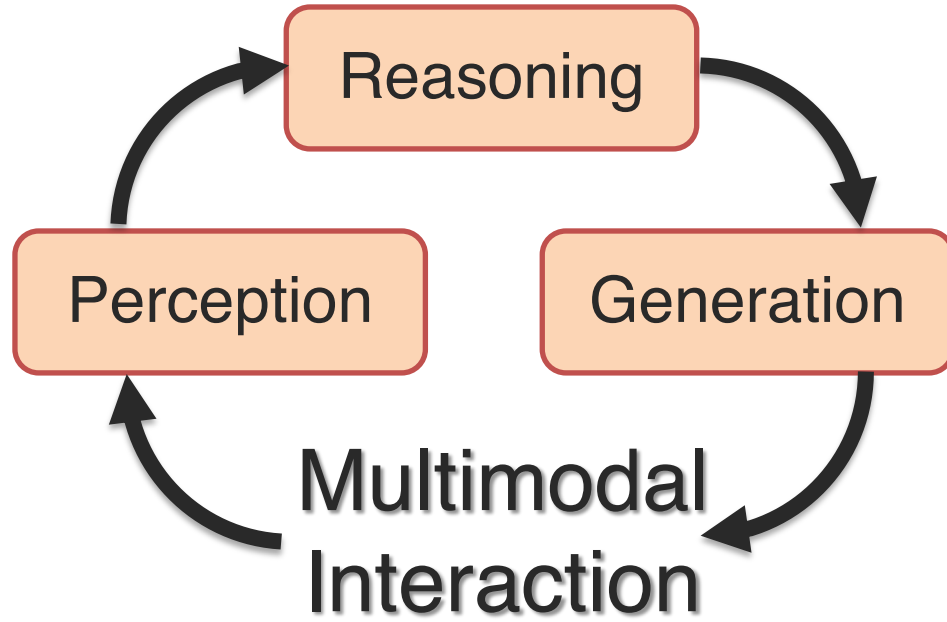 Reasoning
Perception
Generation
Multimodal
Interaction